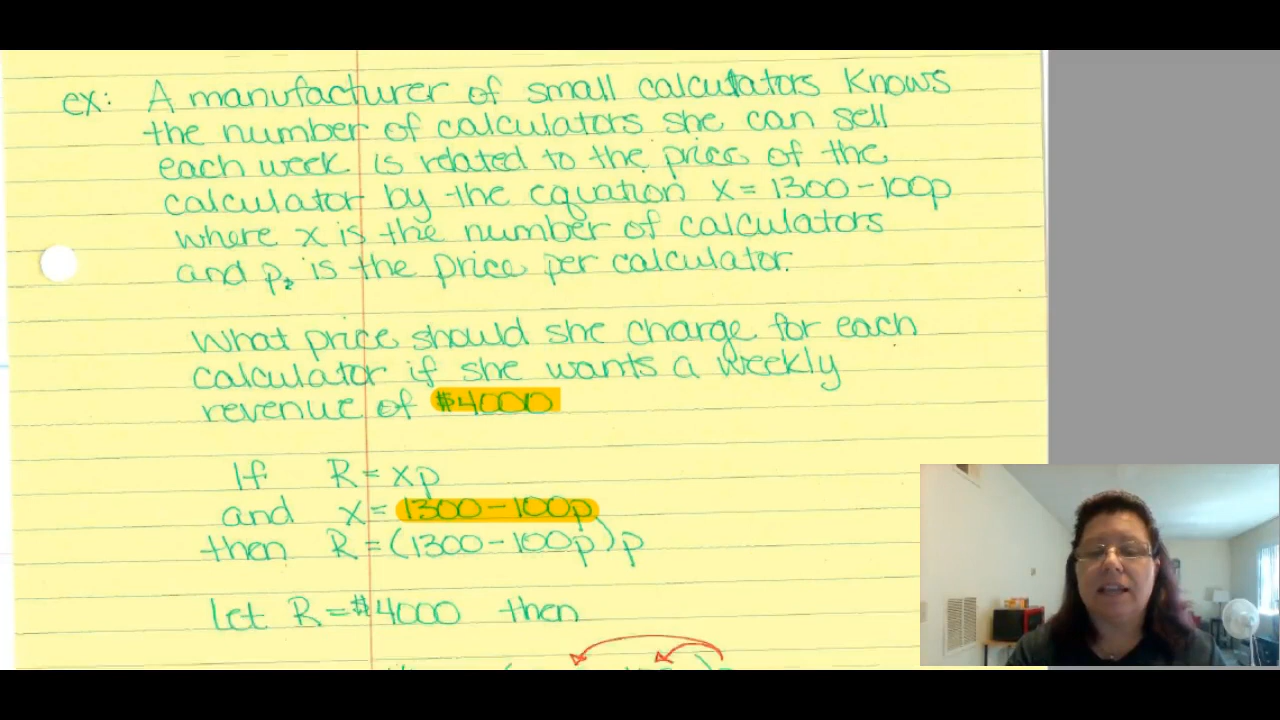 ex: A manufacturer of small calculators knows
the number of calculators she can sell
each week is related to the price of the
calculator by the equation x = 1300 - 100p
where x is the number of calculators
and p, is the price per calculator.
What price should she charge for each
calculator if she wants a weekly
revenue of $4000
If R = xp
and x = 1300 - 100p
then R = (1300 - 100p)p
Let R = $4000 then